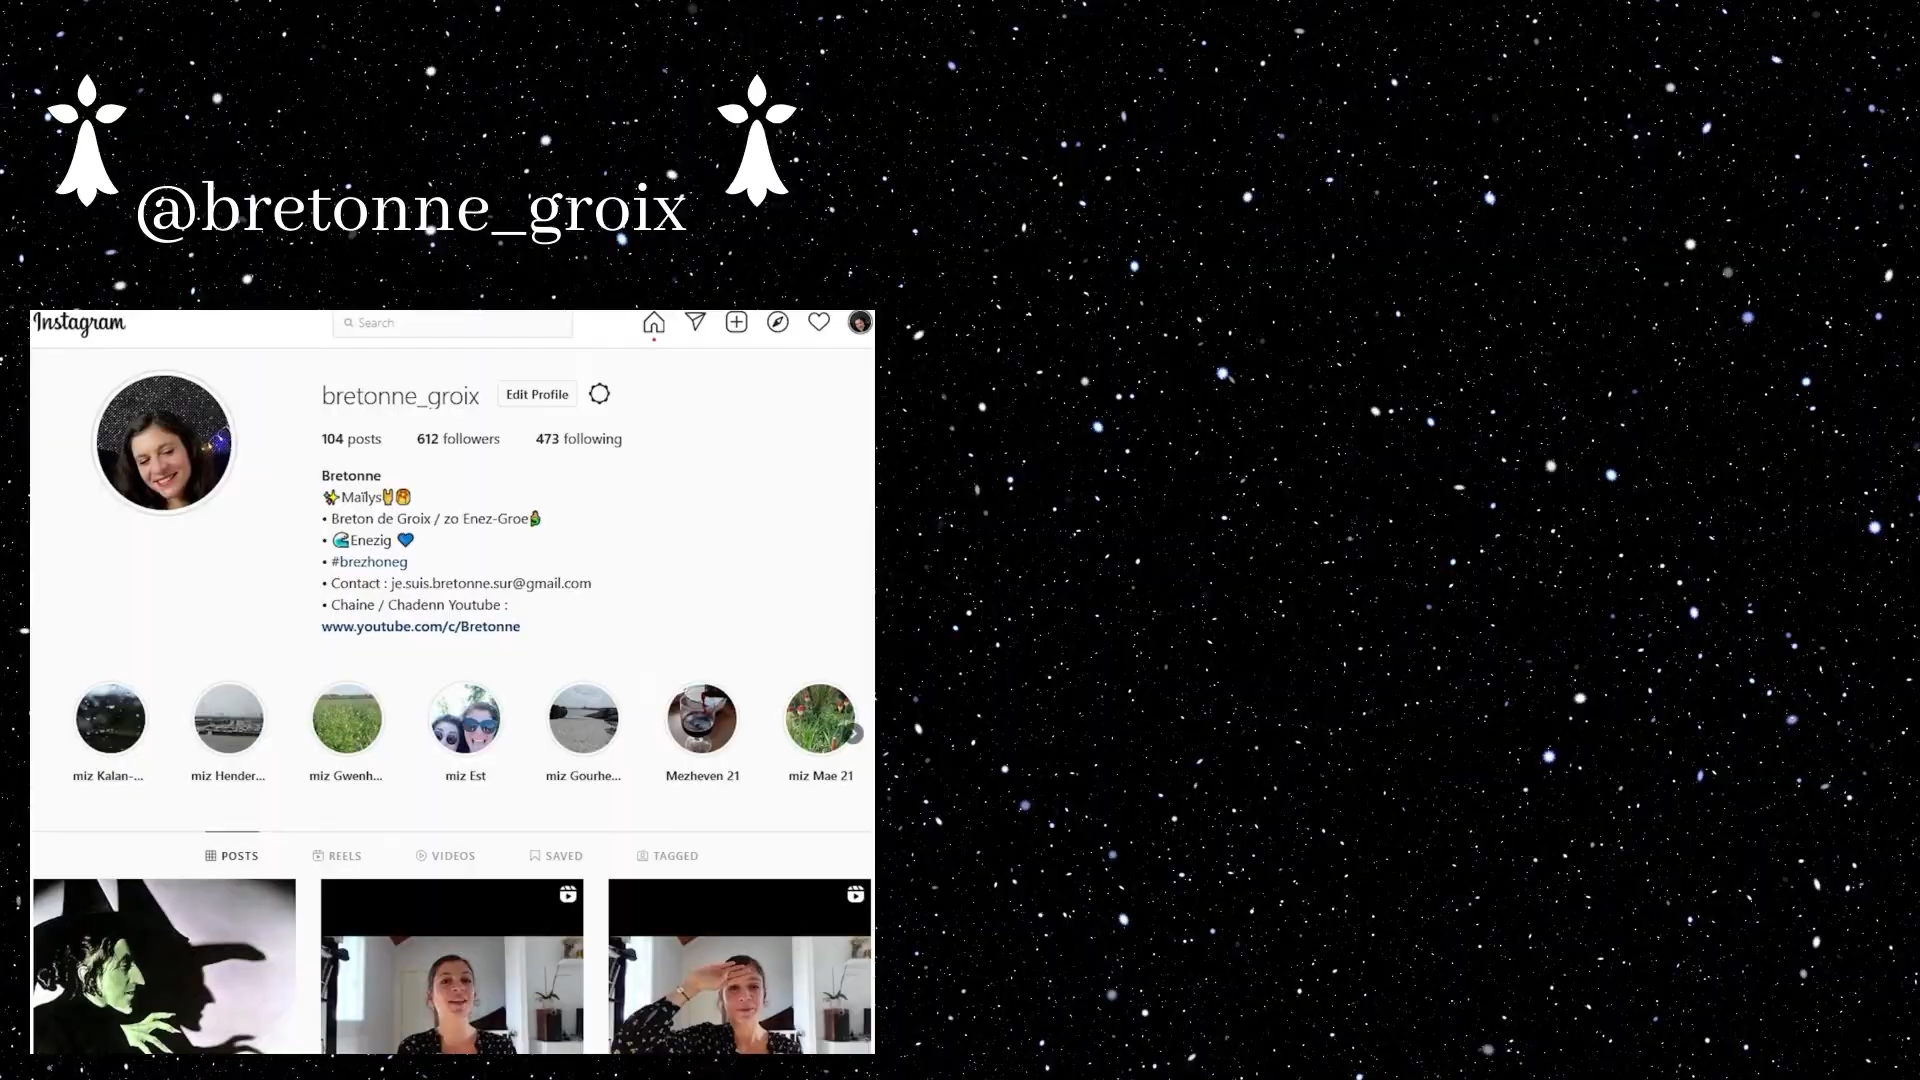 @bretonne_groix
Instagram
Search
bretonne_groix Edit Profile
104 posts 612 followers 473 following
Bretonne
✨Maïlys🤘🦁
• Breton de Groix / zo Enez-Groe
• 🌊Enezig 💙
• #brezhoneg
• Contact : je.suis.bretonne.sur@gmail.com
• Chaine / Chadenn Youtube :
www.youtube.com/c/Bretonne
miz Kalan-... miz Hender... miz Gwenh... miz Est miz Gourhe... Mezheven 21 miz Mae 21
POSTS REELS VIDEOS SAVED TAGGED